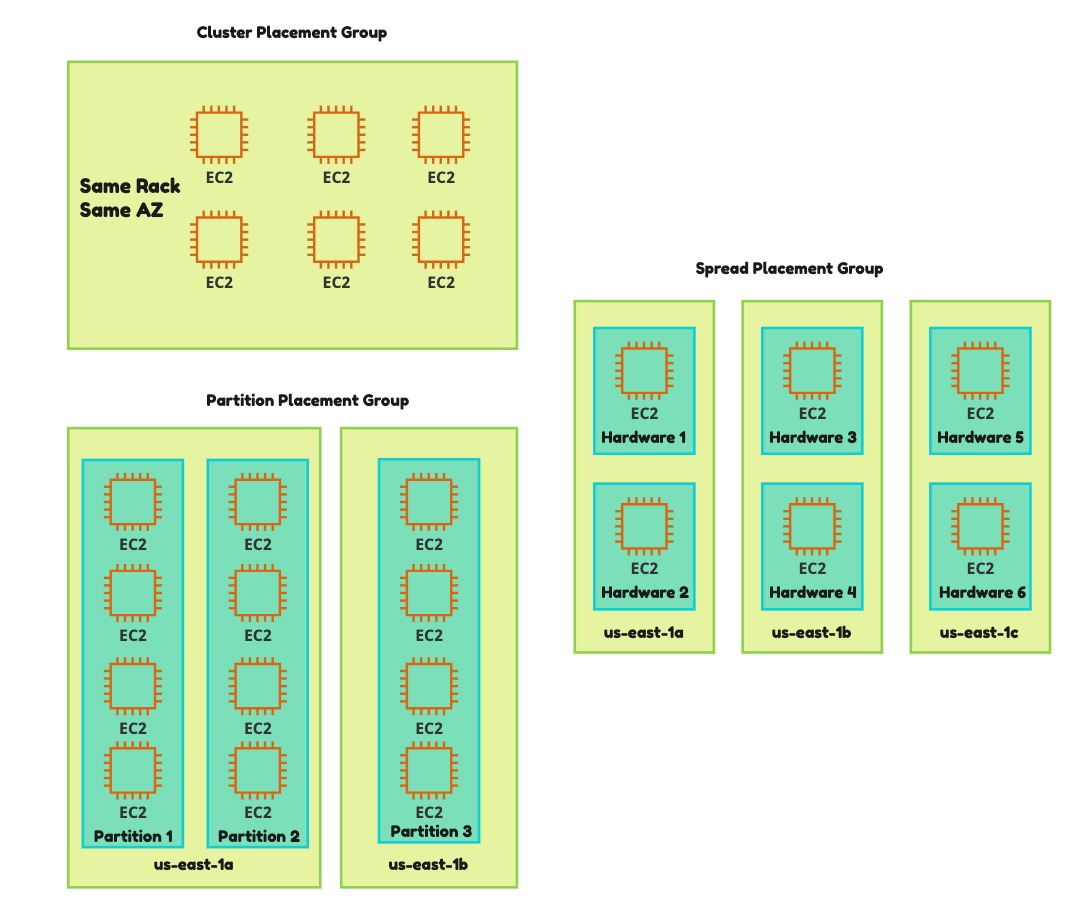 Cluster Placement Group
EC2 EC2 EC2
Same Rack
Same AZ
EC2 EC2 EC2
Partition Placement Group
EC2 EC2 EC2
EC2 EC2 EC2
EC2 EC2 EC2
EC2 EC2 EC2
Partition 1 Partition 2 Partition 3
us-east-1a us-east-1b
Spread Placement Group
EC2 EC2 EC2
Hardware 1 Hardware 3 Hardware 5
EC2 EC2 EC2
Hardware 2 Hardware 4 Hardware 6
us-east-1a us-east-1b us-east-1c